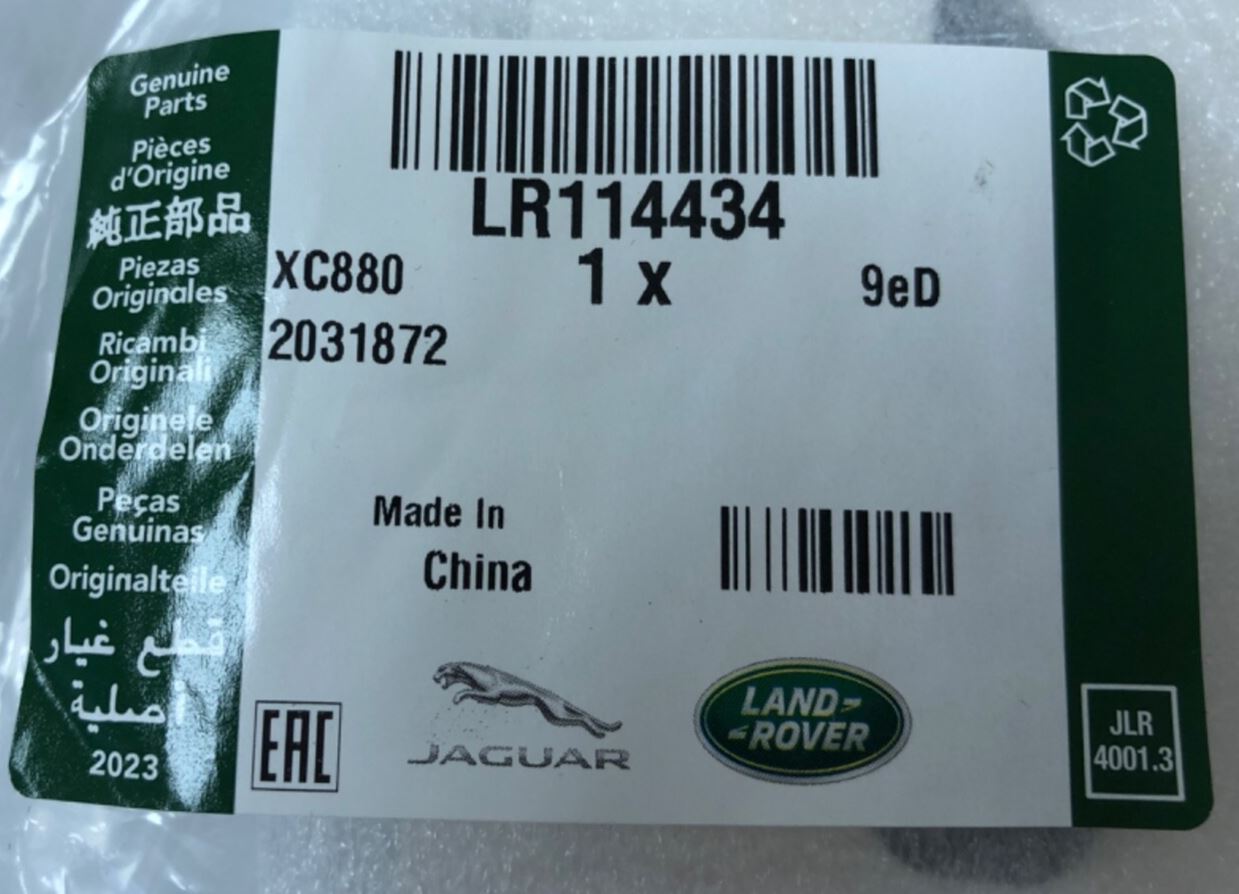 Genuine
Parts
Pièces
d'Origine
純正部品
Piezas
Originales
Ricambi
Originali
Originele
Onderdelen
Peças
Genuinas
Originalteile
قطع غيار
أصلية
2023
LR114434
XC880 1 x 9eD
2031872
Made In
China
EAC
JAGUAR
LAND-
-ROVER
JLR
4001.3